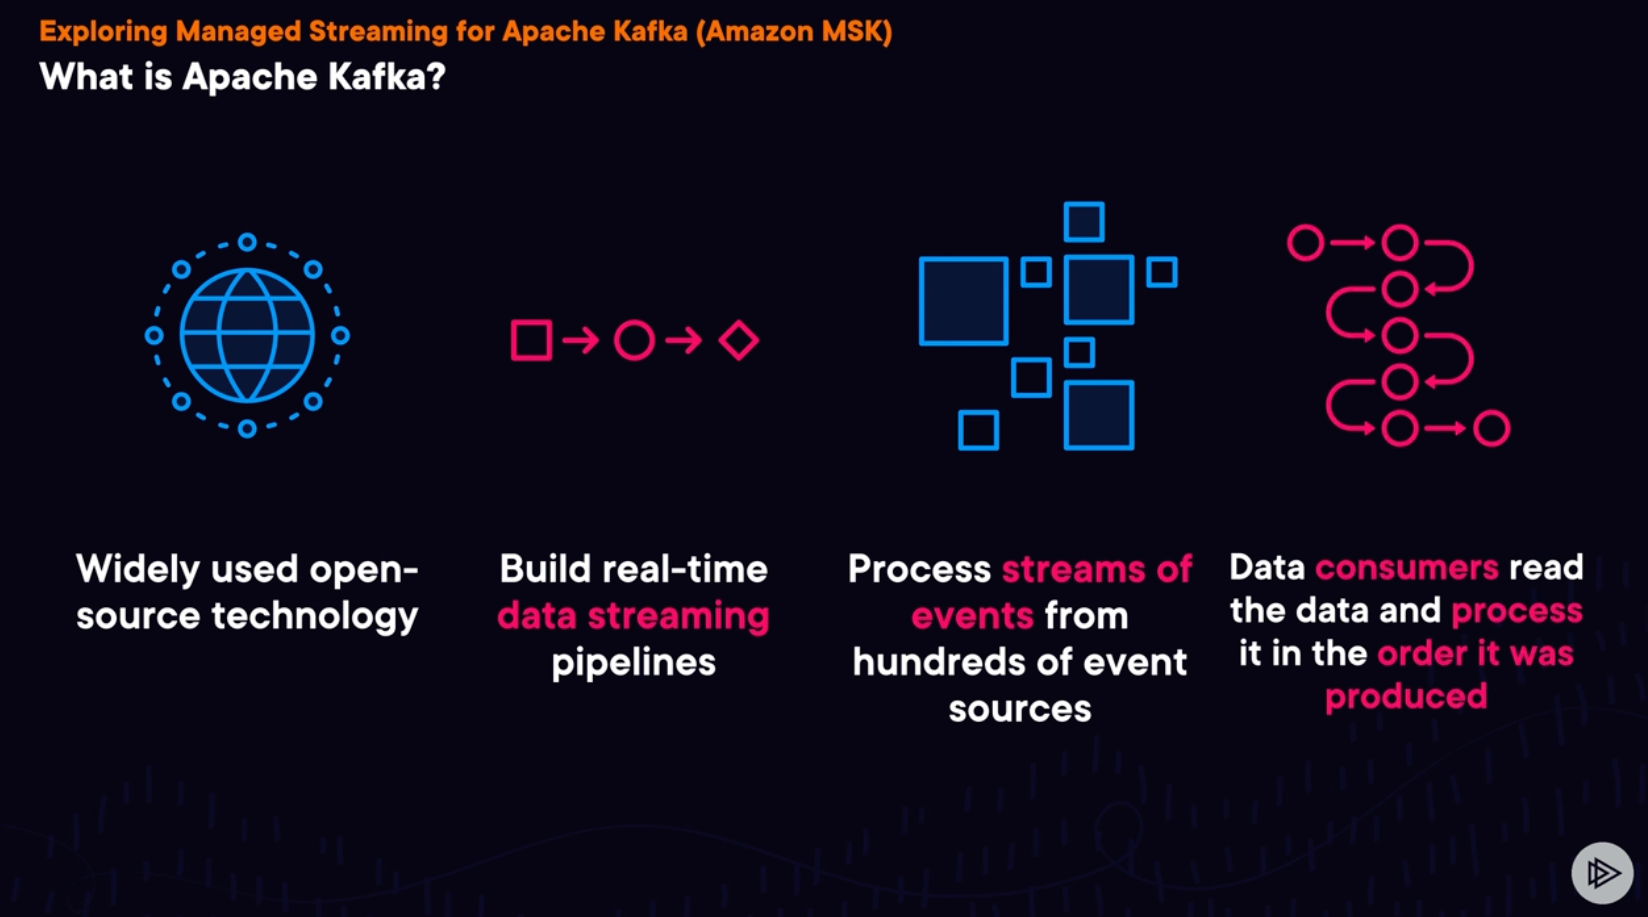 Exploring Managed Streaming for Apache Kafka (Amazon MSK)
What is Apache Kafka?
Widely used open-
source technology
Build real-time
data streaming
pipelines
Process streams of
events from
hundreds of event
sources
Data consumers read
the data and process
it in the order it was
produced